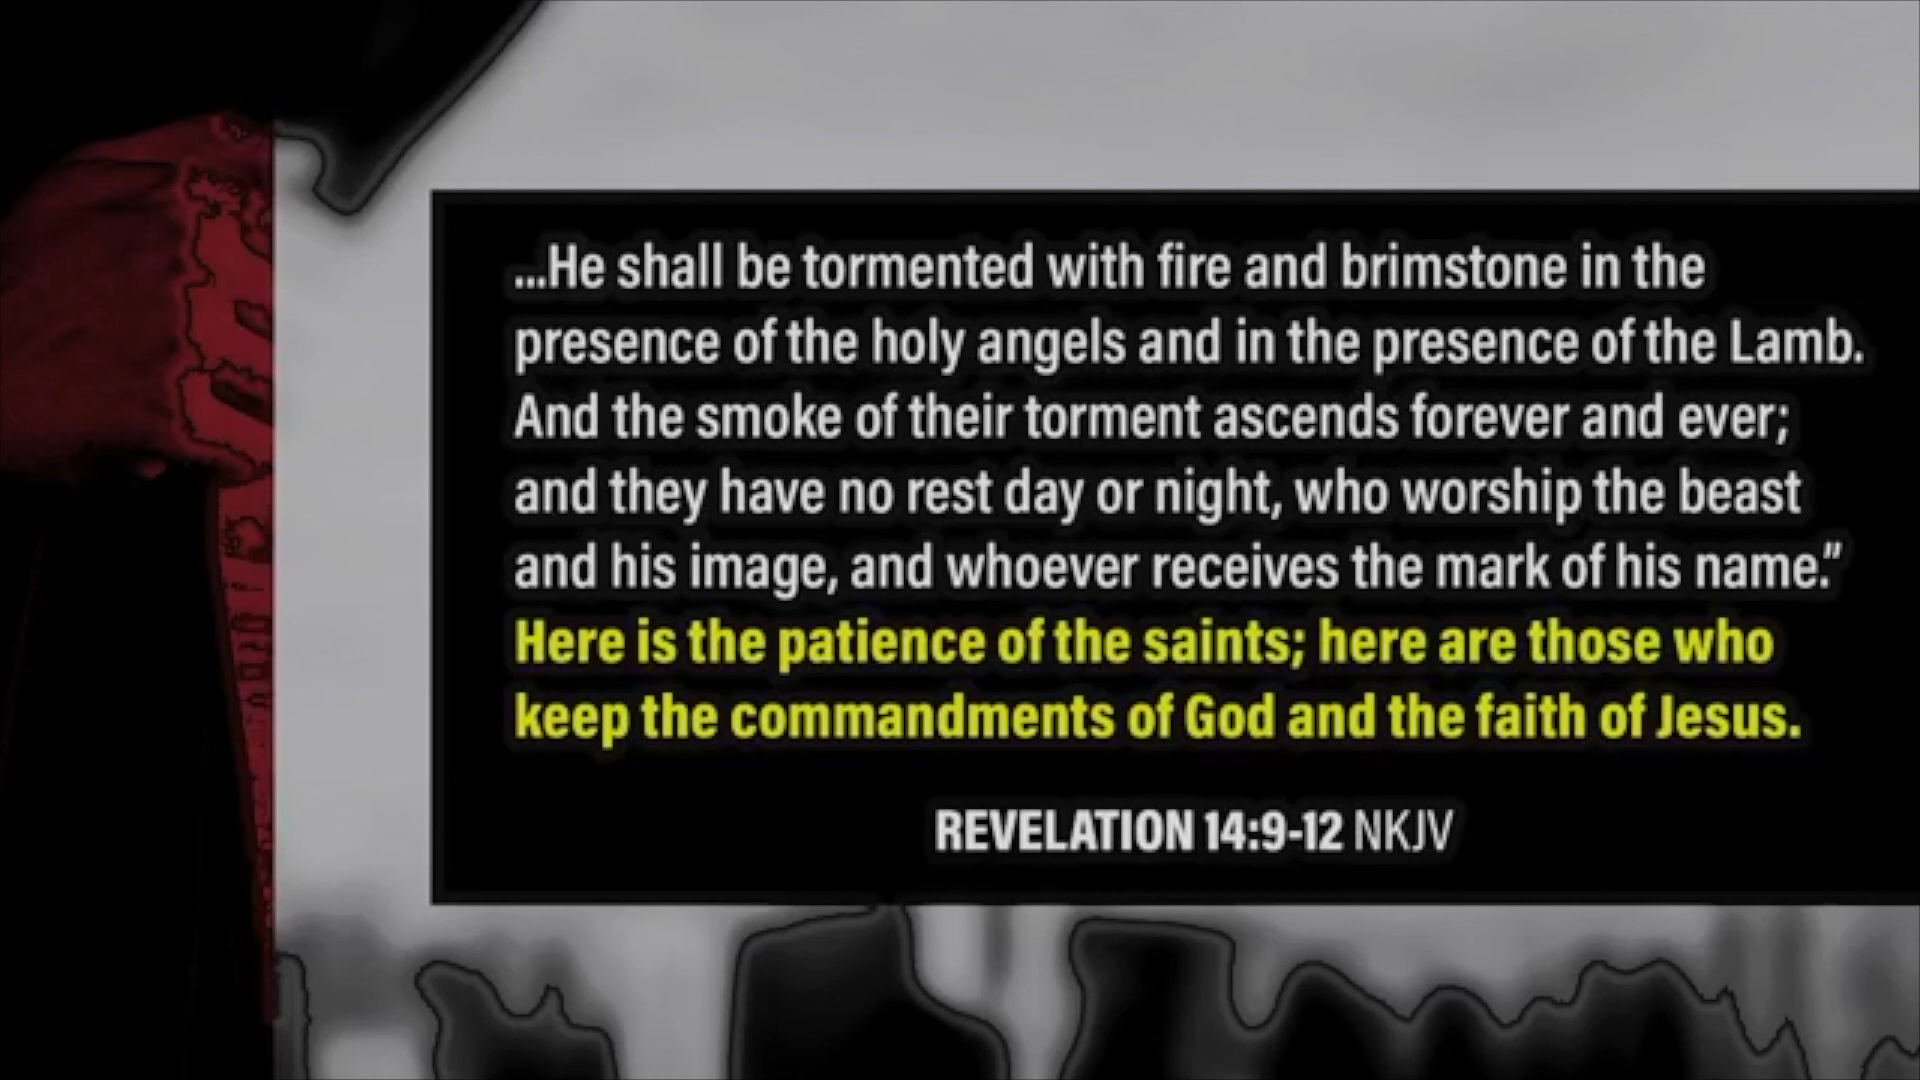 ...He shall be tormented with fire and brimstone in the
presence of the holy angels and in the presence of the Lamb.
And the smoke of their torment ascends forever and ever;
and they have no rest day or night, who worship the beast
and his image, and whoever receives the mark of his name.”
Here is the patience of the saints; here are those who
keep the commandments of God and the faith of Jesus.
REVELATION 14:9-12 NKJV